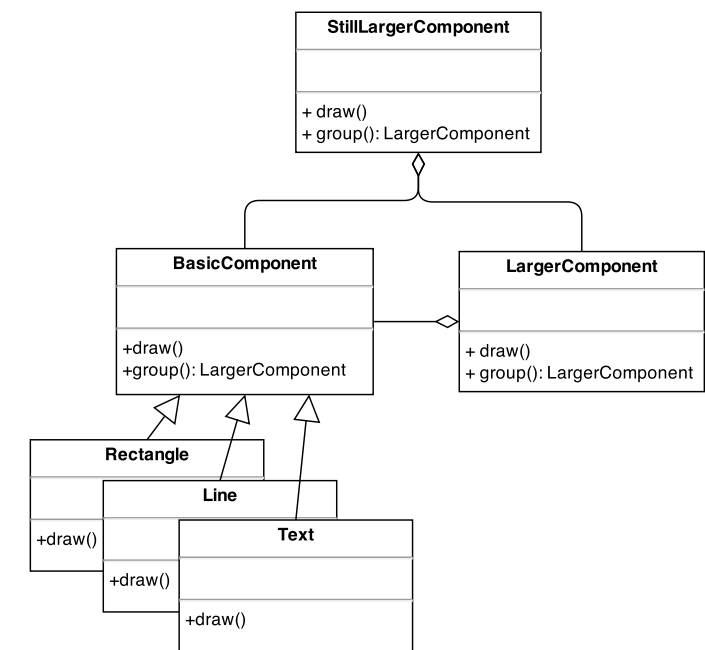 StillLargerComponent
+ draw()
+ group(): LargerComponent
BasicComponent
+draw()
+group(): LargerComponent
LargerComponent
+ draw()
+ group(): LargerComponent
Rectangle
+draw()
Line
+draw()
Text
+draw()